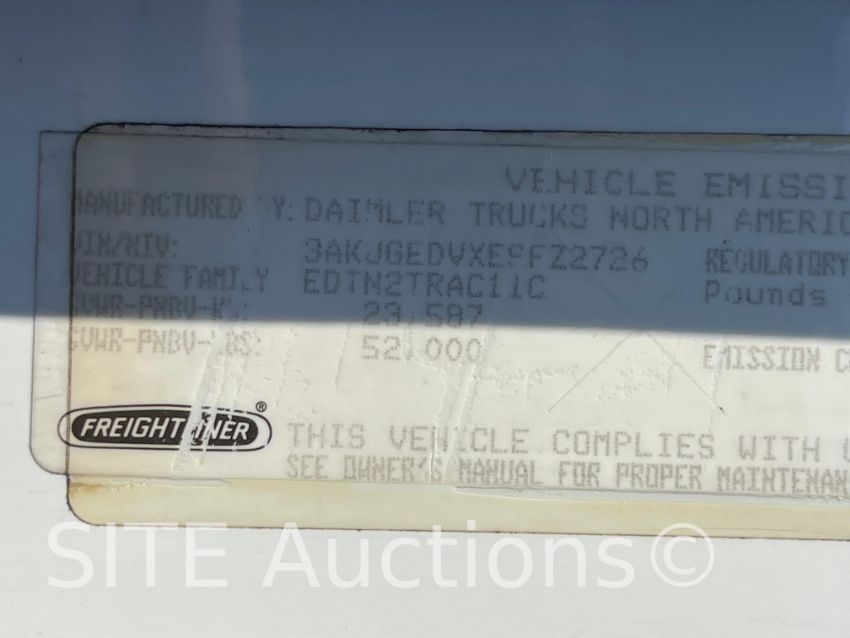 VEHICLE EMISSI
MANUFACTURED BY: DAIMLER TRUCKS NORTH AMERIC
VIN/NIV: 3AKJGEDVXESFZ2726 RÉGULATORY
VEHICLE FAMILY EDTN2TRAC11C Pounds
GVWR-PNBV-KG: 23,587
GVWR-PNBV-LBS: 52,000 EMISSION C
FREIGHTLINER® THIS VEHICLE COMPLIES WITH U
SEE OWNER'S MANUAL FOR PROPER MAINTENAN
SITE Auctions©